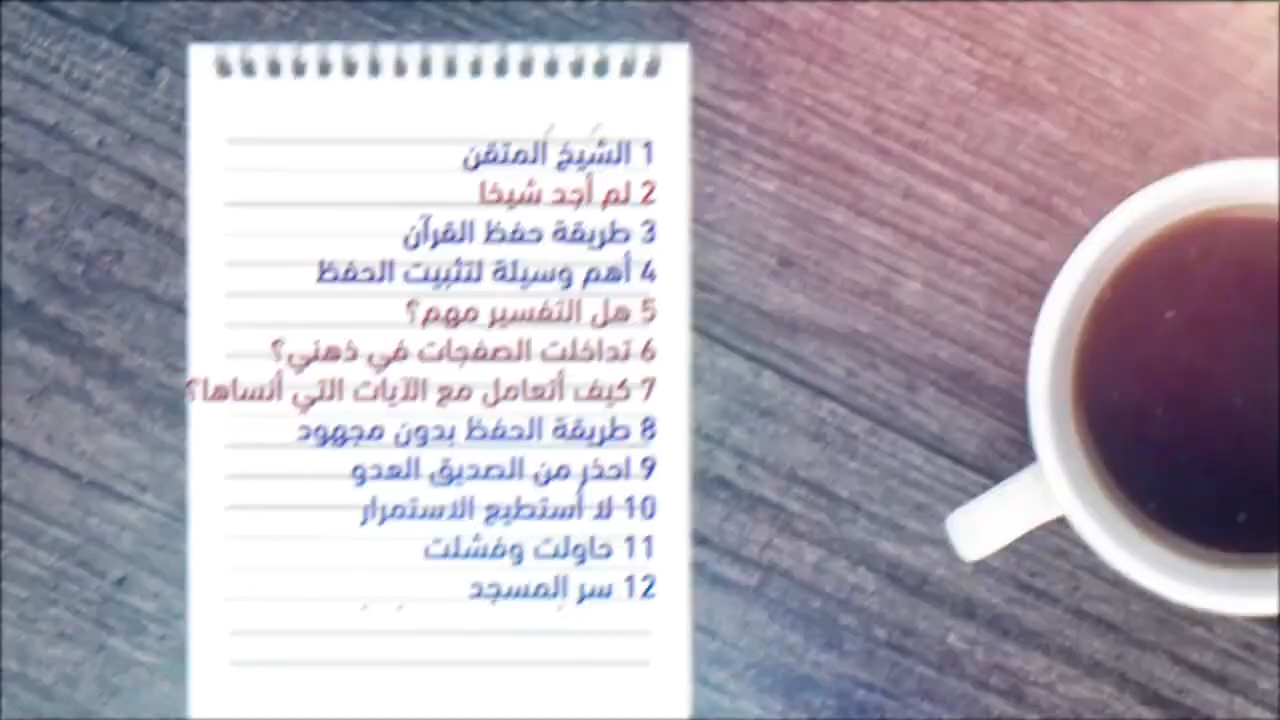 1 الشيخ المتقن
2 لم أجد شيخا
3 طريقة حفظ القرآن
4 أهم وسيلة لتثبيت الحفظ
5 هل التفسير مهم؟
6 تداخلت الصفحات في ذهني؟
7 كيف أتعامل مع الآيات التي أنساها؟
8 طريقة الحفظ بدون مجهود
9 احذر من الصديق العدو
10 لا أستطيع الاستمرار
11 حاولت وفشلت
12 سر المسجد